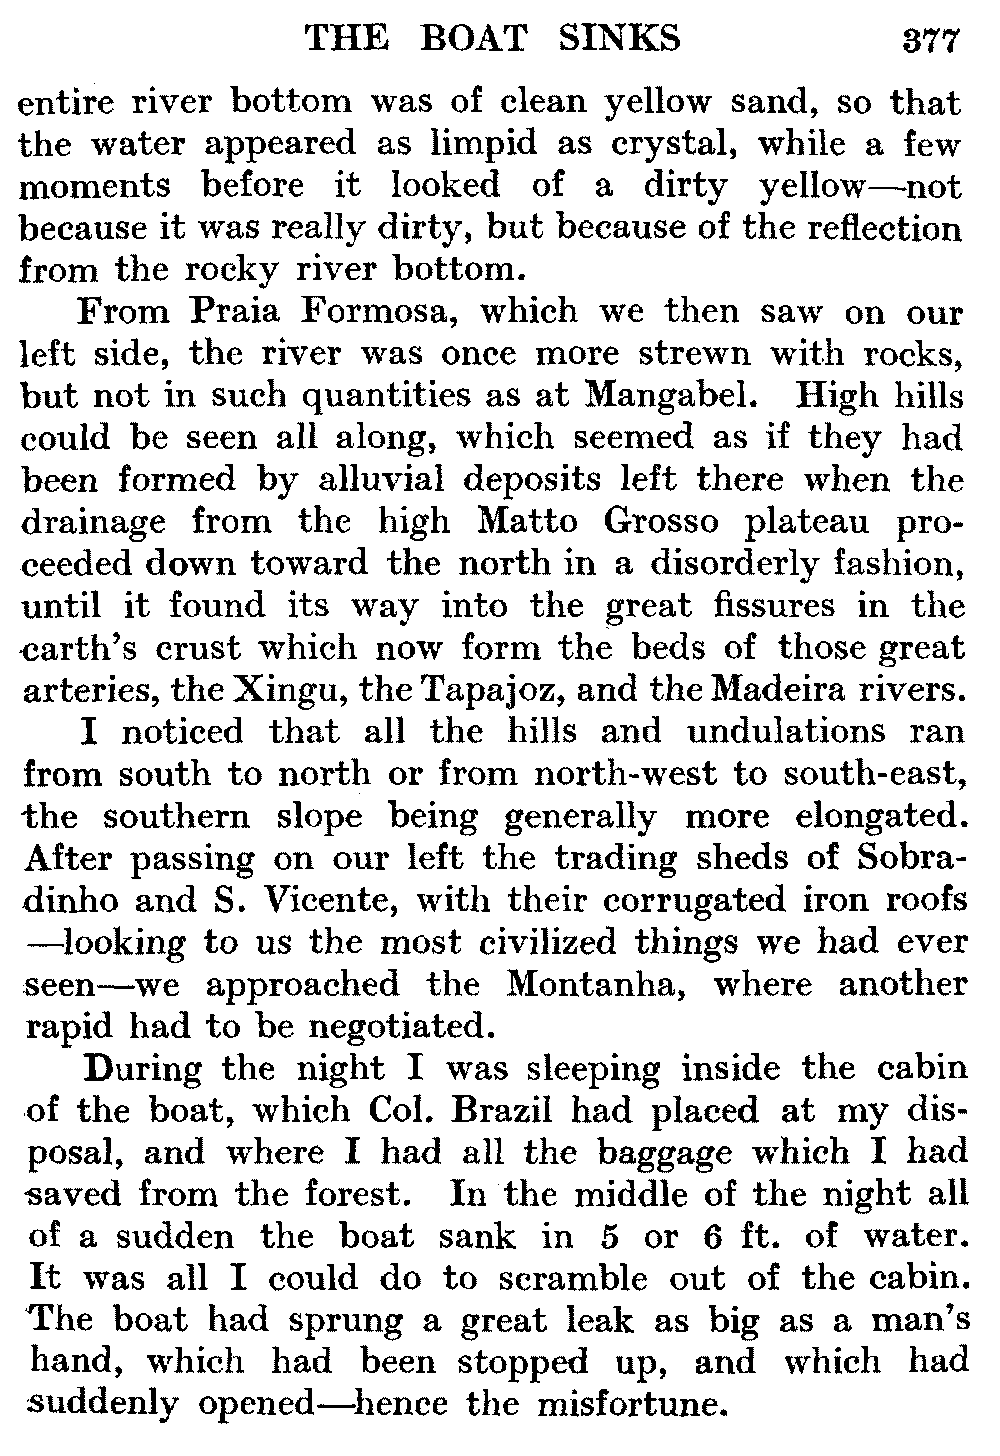 THE BOAT SINKS 377
entire river bottom was of clean yellow sand, so that
the water appeared as limpid as crystal, while a few
moments before it looked of a dirty yellow—not
because it was really dirty, but because of the reflection
from the rocky river bottom.
From Praia Formosa, which we then saw on our
left side, the river was once more strewn with rocks,
but not in such quantities as at Mangabel. High hills
could be seen all along, which seemed as if they had
been formed by alluvial deposits left there when the
drainage from the high Matto Grosso plateau pro-
ceeded down toward the north in a disorderly fashion,
until it found its way into the great fissures in the
earth's crust which now form the beds of those great
arteries, the Xingu, the Tapajoz, and the Madeira rivers.
I noticed that all the hills and undulations ran
from south to north or from north-west to south-east,
the southern slope being generally more elongated.
After passing on our left the trading sheds of Sobra-
dinho and S. Vicente, with their corrugated iron roofs
—looking to us the most civilized things we had ever
seen—we approached the Montanha, where another
rapid had to be negotiated.
During the night I was sleeping inside the cabin
of the boat, which Col. Brazil had placed at my dis-
posal, and where I had all the baggage which I had
saved from the forest. In the middle of the night all
of a sudden the boat sank in 5 or 6 ft. of water.
It was all I could do to scramble out of the cabin.
The boat had sprung a great leak as big as a man's
hand, which had been stopped up, and which had
suddenly opened—hence the misfortune.